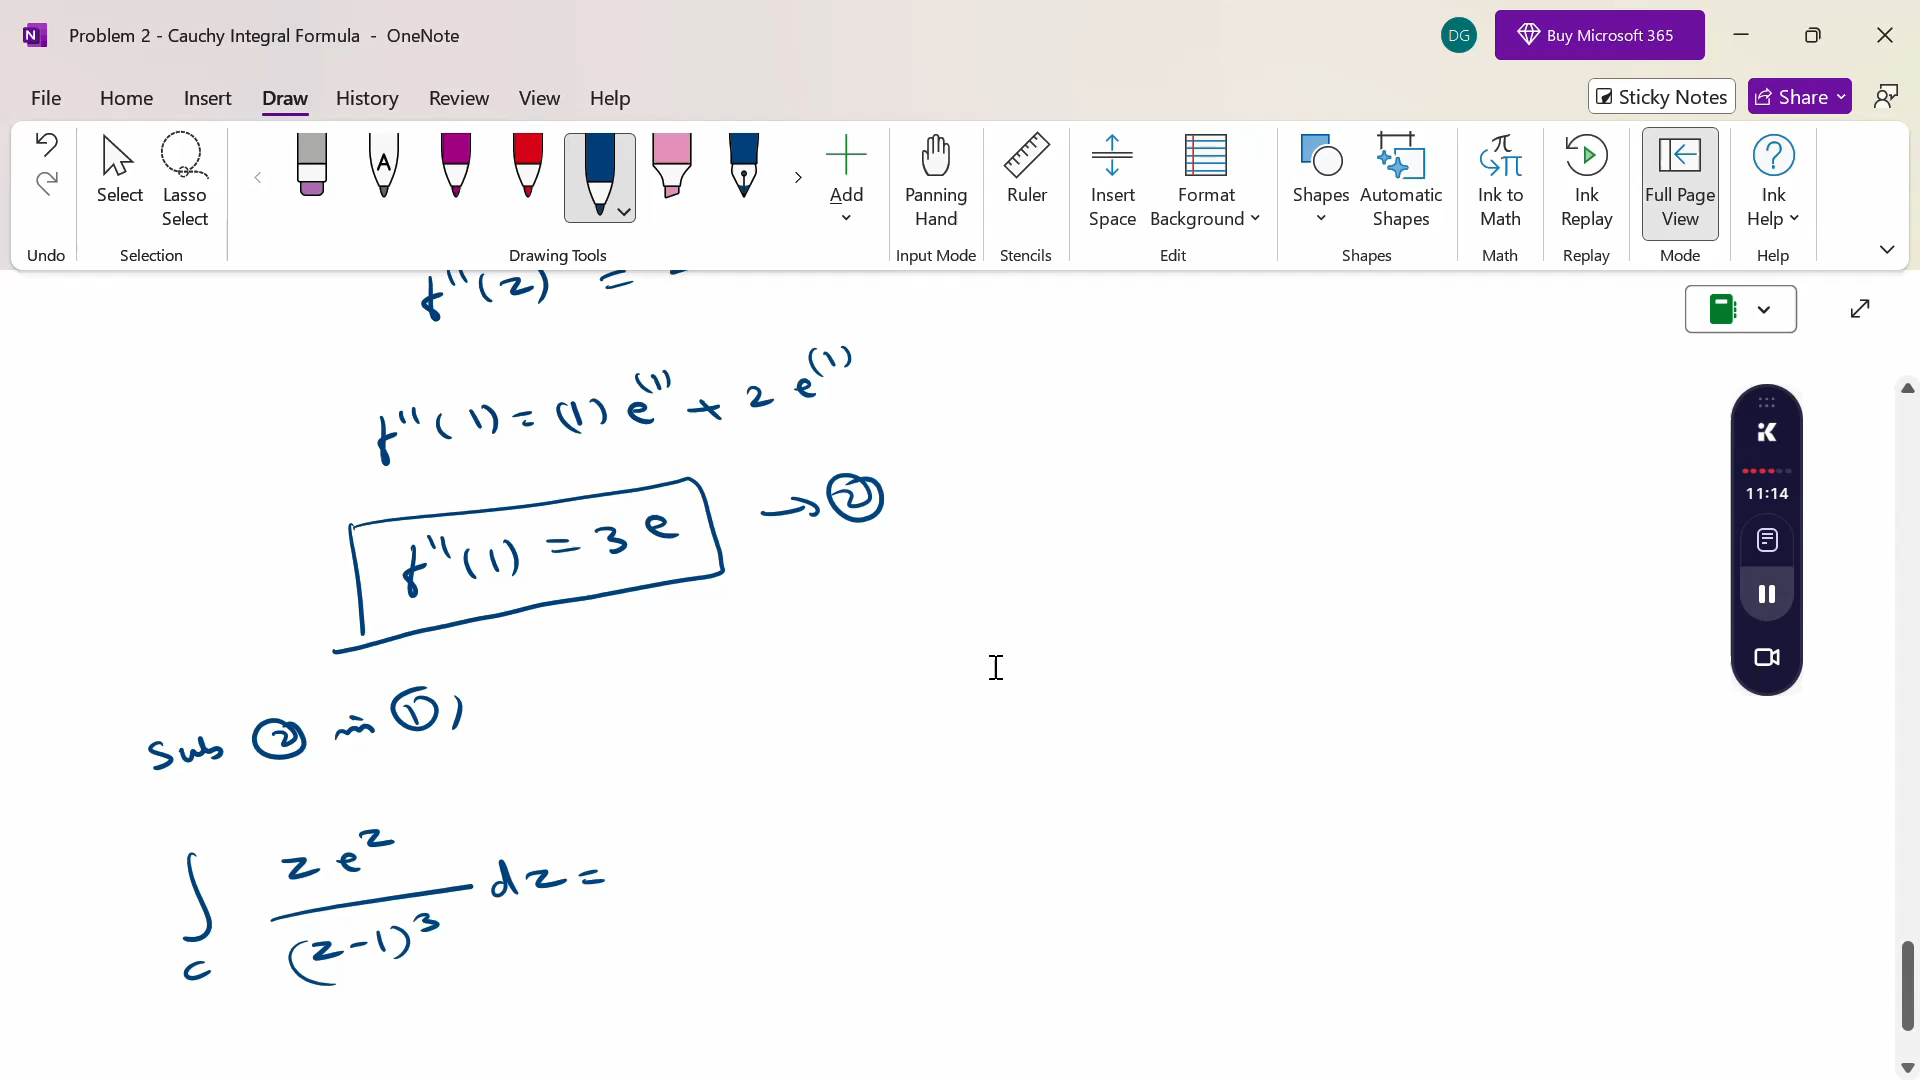 Problem 2 - Cauchy Integral Formula - OneNote
DG
Buy Microsoft 365
File Home Insert Draw History Review View Help
Sticky Notes
Share
Undo
Select
Lasso Select
Selection
A
Drawing Tools
Add
Panning Hand
Input Mode
Ruler
Stencils
Insert Space
Format Background
Edit
Shapes
Automatic Shapes
Shapes
Ink to Math
Math
Ink Replay
Replay
Full Page View
Mode
Ink Help
Help
f''(z) =
f''(1) = (1) e^(1) + 2 e^(1)
f''(1) = 3 e → ②
Sub ② in ①,
∫_C z e^z / (z-1)^3 dz =
11:14